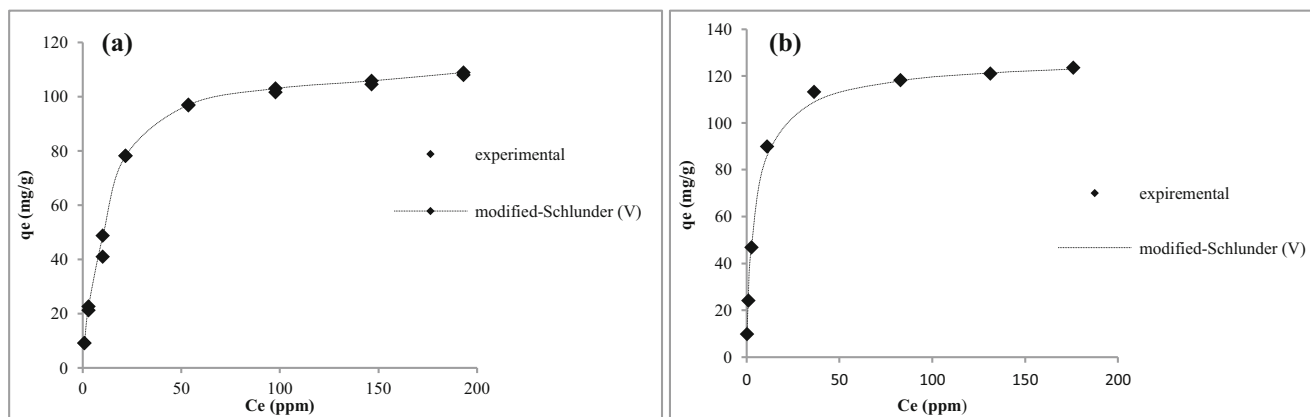 (a)
120
100
80
60
40
20
0
qe (mg/g)
0 50 100 150 200
Ce (ppm)
experimental
modified-Schlunder (V)
(b)
140
120
100
80
60
40
20
0
qe (mg/g)
0 50 100 150 200
Ce (ppm)
expiremental
modified-Schlunder (V)